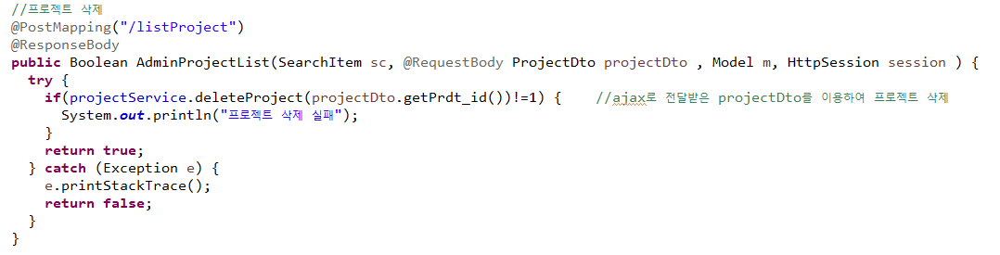 //프로젝트 삭제
@PostMapping("/listProject")
@ResponseBody
public Boolean AdminProjectList(SearchItem sc, @RequestBody ProjectDto projectDto , Model m, HttpSession session ) {
  try {
    if(projectService.deleteProject(projectDto.getPrdt_id())!=1) {    //ajax로 전달받은 projectDto를 이용하여 프로젝트 삭제
      System.out.println("프로젝트 삭제 실패");
    }
    return true;
  } catch (Exception e) {
    e.printStackTrace();
    return false;
  }
}